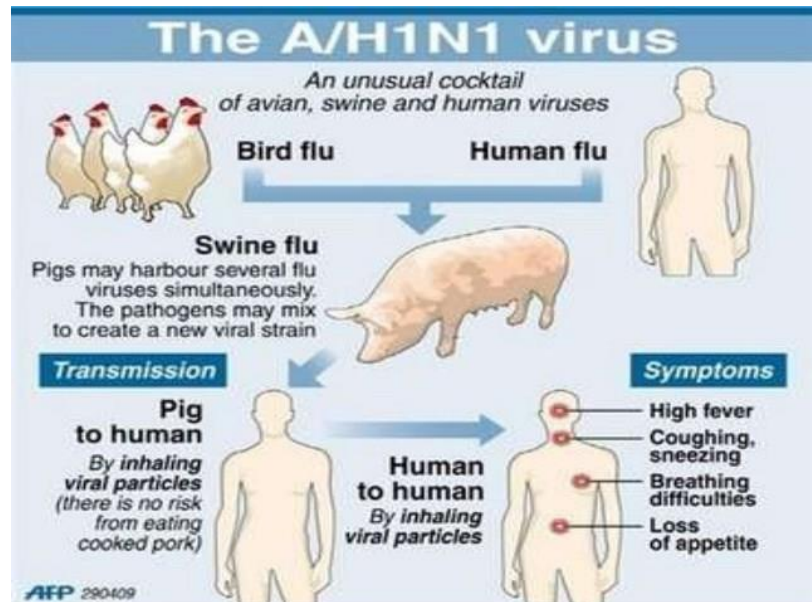 The A/H1N1 virus
An unusual cocktail
of avian, swine and human viruses
Bird flu
Human flu
Swine flu
Pigs may harbour several flu
viruses simultaneously.
The pathogens may mix
to create a new viral strain
Transmission
Pig
to human
By inhaling
viral particles
(there is no risk
from eating
cooked pork)
Human
to human
By inhaling
viral particles
Symptoms
High fever
Coughing,
sneezing
Breathing
difficulties
Loss
of appetite
AFP 290409